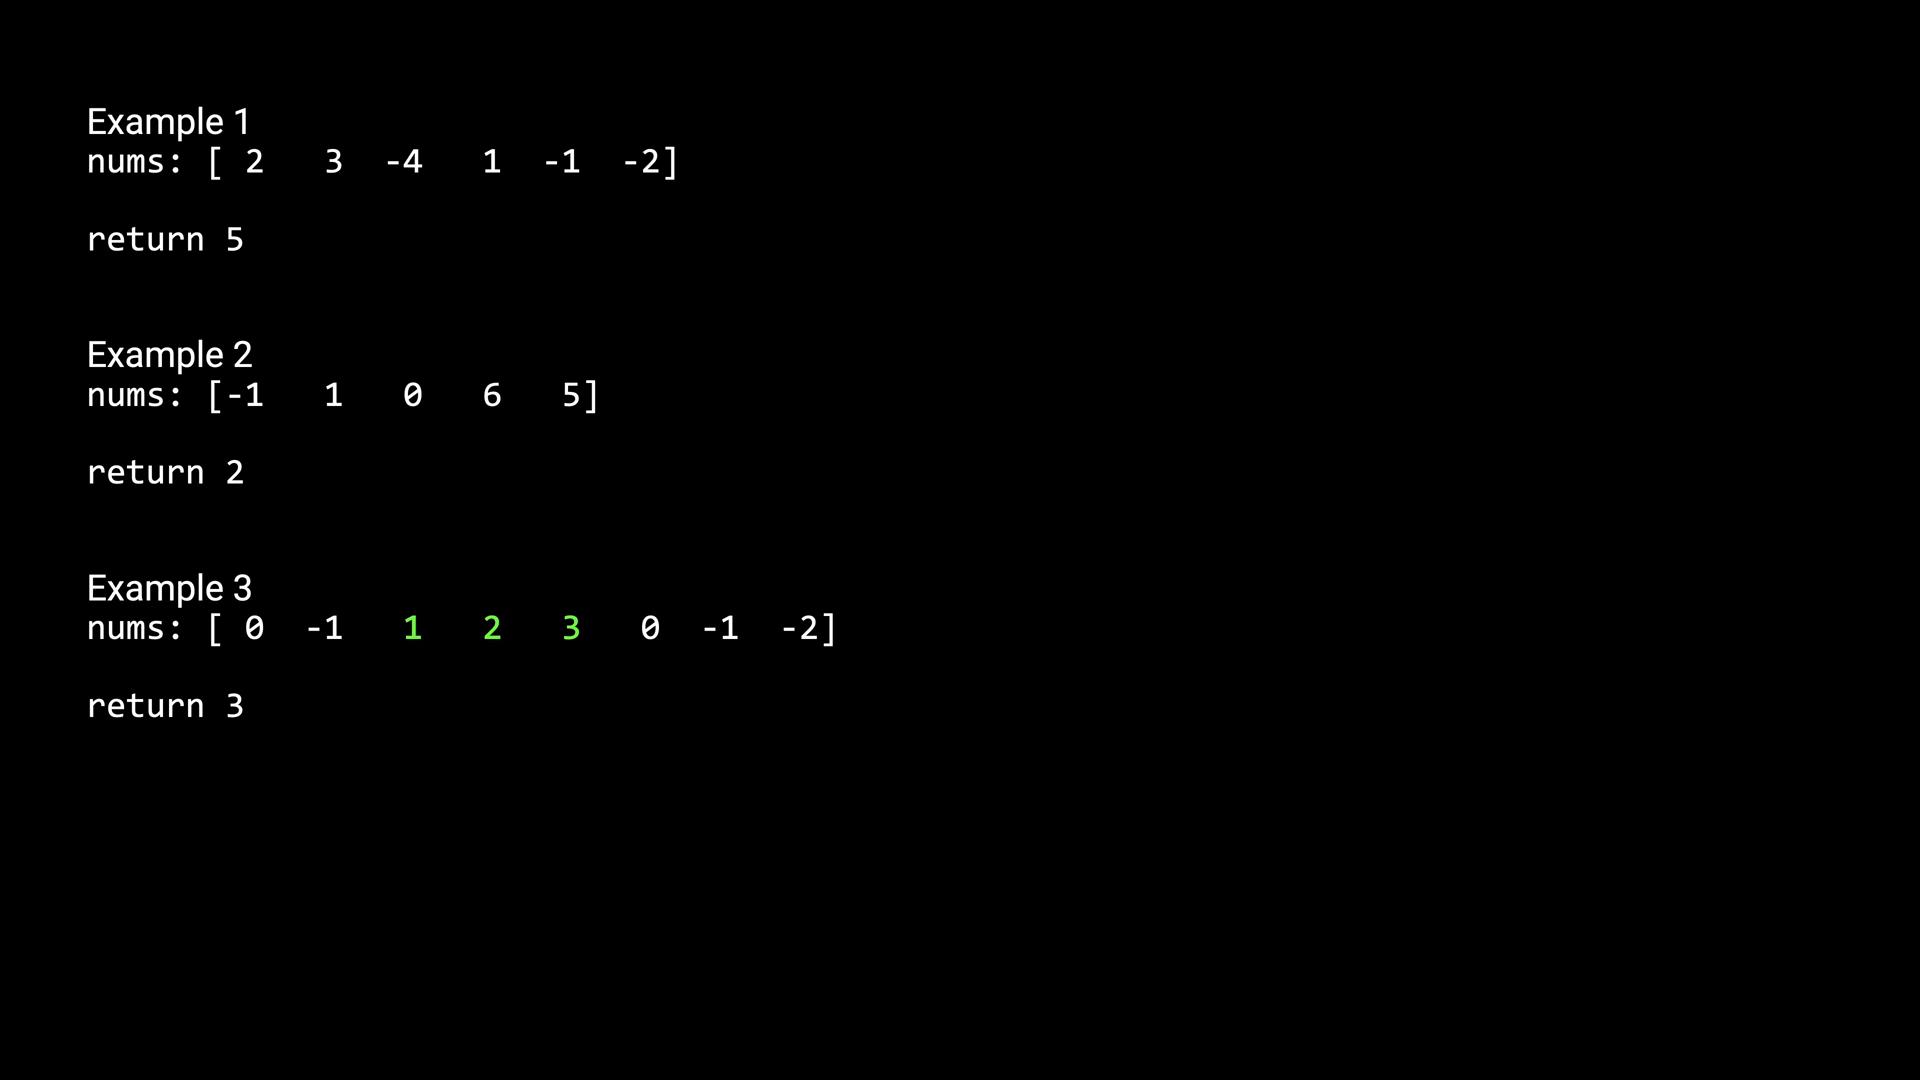 Example 1
nums: [ 2   3  -4   1  -1  -2]
return 5
Example 2
nums: [-1   1   0   6   5]
return 2
Example 3
nums: [ 0  -1   1   2   3   0  -1  -2]
return 3